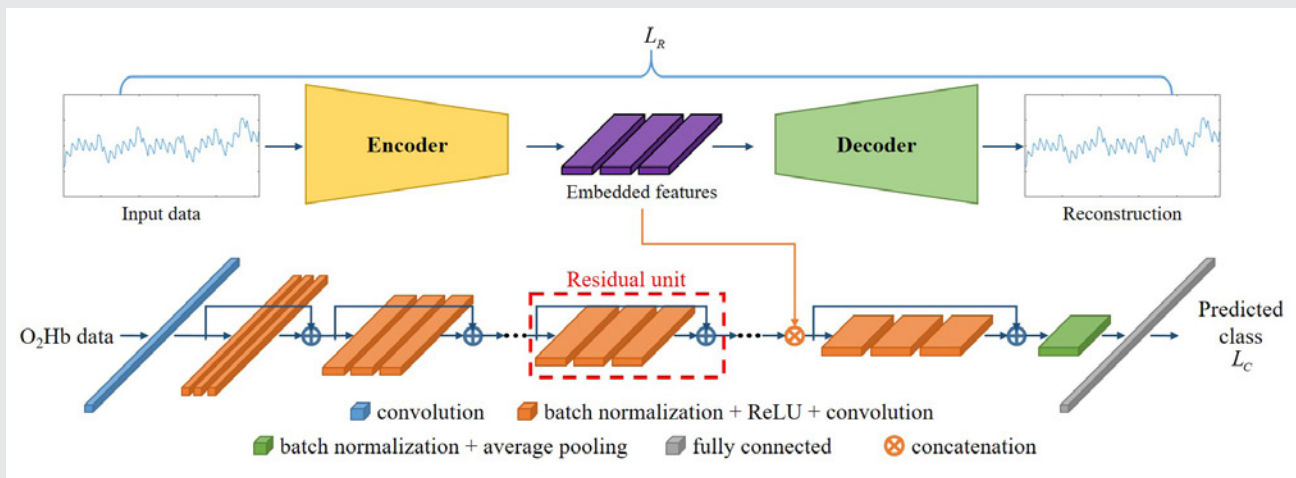 L_R
Encoder
Decoder
Input data
Embedded features
Reconstruction
Residual unit
O₂Hb data
Predicted
class
L_C
convolution
batch normalization + ReLU + convolution
batch normalization + average pooling
fully connected
concatenation